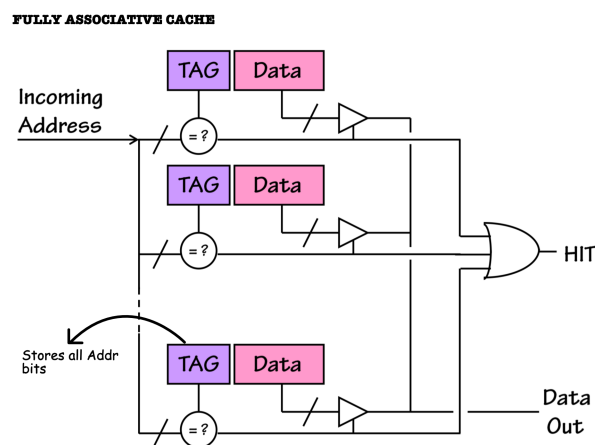 FULLY ASSOCIATIVE CACHE
TAG Data
Incoming
Address
= ?
TAG Data
= ?
HIT
Stores all Addr
bits
TAG Data
= ?
Data
Out